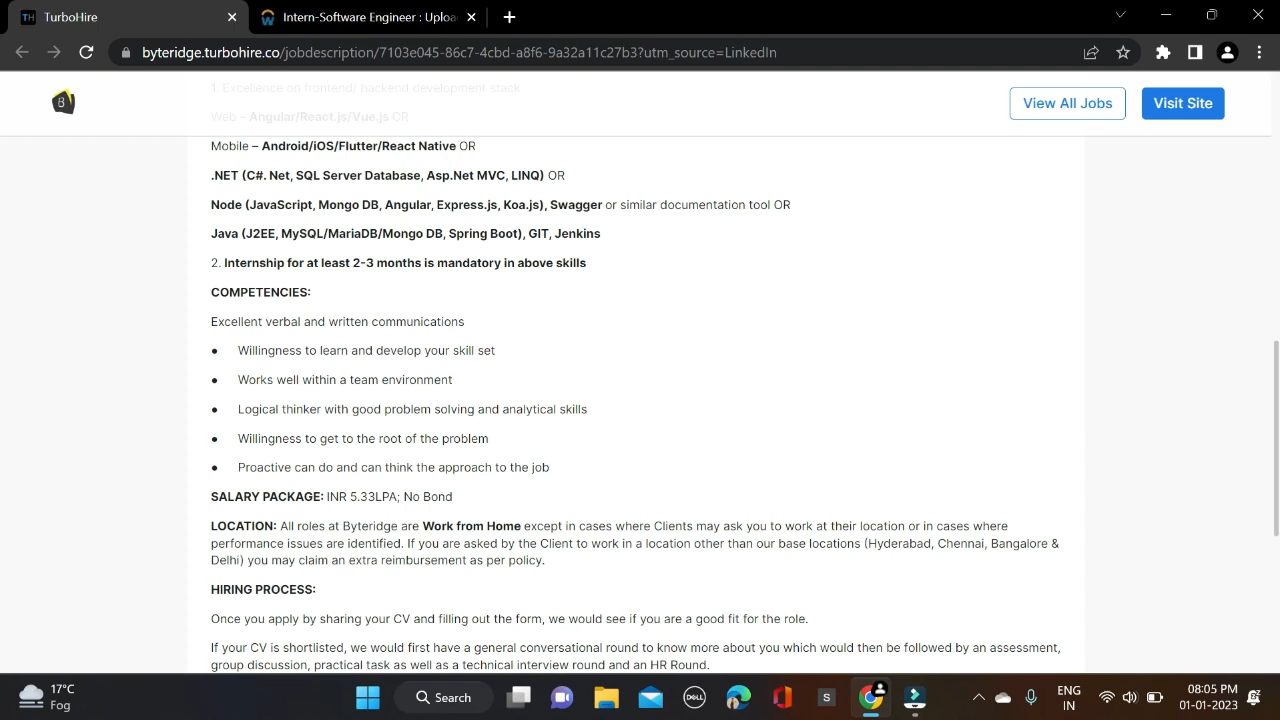 TH TurboHire
Intern-Software Engineer : Uploa
byteridge.turbohire.co/jobdescription/7103e045-86c7-4cbd-a8f6-9a32a11c27b3?utm_source=LinkedIn
B
View All Jobs
Visit Site
1. Excellence on frontend/ backend development stack
Web – Angular/React.js/Vue.js OR
Mobile – Android/iOS/Flutter/React Native OR
.NET (C#. Net, SQL Server Database, Asp.Net MVC, LINQ) OR
Node (JavaScript, Mongo DB, Angular, Express.js, Koa.js), Swagger or similar documentation tool OR
Java (J2EE, MySQL/MariaDB/Mongo DB, Spring Boot), GIT, Jenkins
2. Internship for at least 2-3 months is mandatory in above skills
COMPETENCIES:
Excellent verbal and written communications
● Willingness to learn and develop your skill set
● Works well within a team environment
● Logical thinker with good problem solving and analytical skills
● Willingness to get to the root of the problem
● Proactive can do and can think the approach to the job
SALARY PACKAGE: INR 5.33LPA; No Bond
LOCATION: All roles at Byteridge are Work from Home except in cases where Clients may ask you to work at their location or in cases where
performance issues are identified. If you are asked by the Client to work in a location other than our base locations (Hyderabad, Chennai, Bangalore &
Delhi) you may claim an extra reimbursement as per policy.
HIRING PROCESS:
Once you apply by sharing your CV and filling out the form, we would see if you are a good fit for the role.
If your CV is shortlisted, we would first have a general conversational round to know more about you which would then be followed by an assessment,
group discussion, practical task as well as a technical interview round and an HR Round.
17°C
Fog
Search
DELL
S
ENG
IN
08:05 PM
01-01-2023